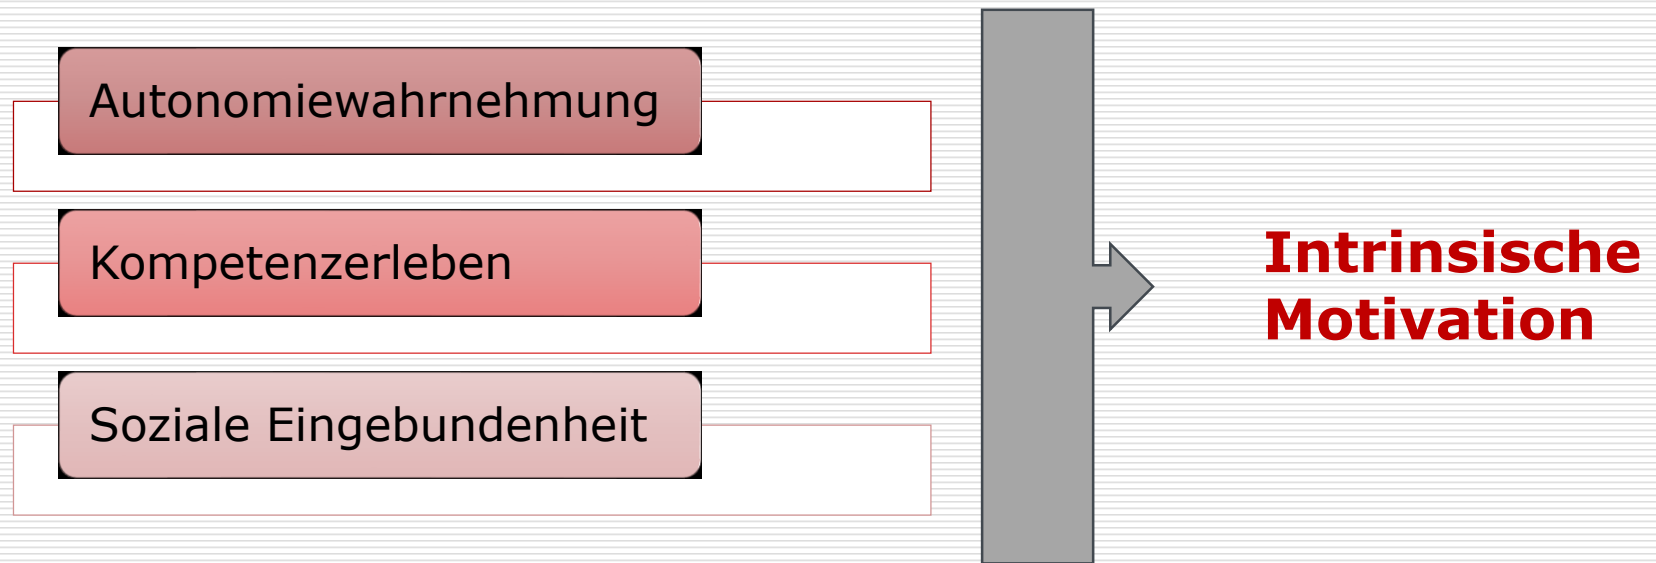 Autonomiewahrnehmung
Kompetenzerleben
Soziale Eingebundenheit
Intrinsische
Motivation